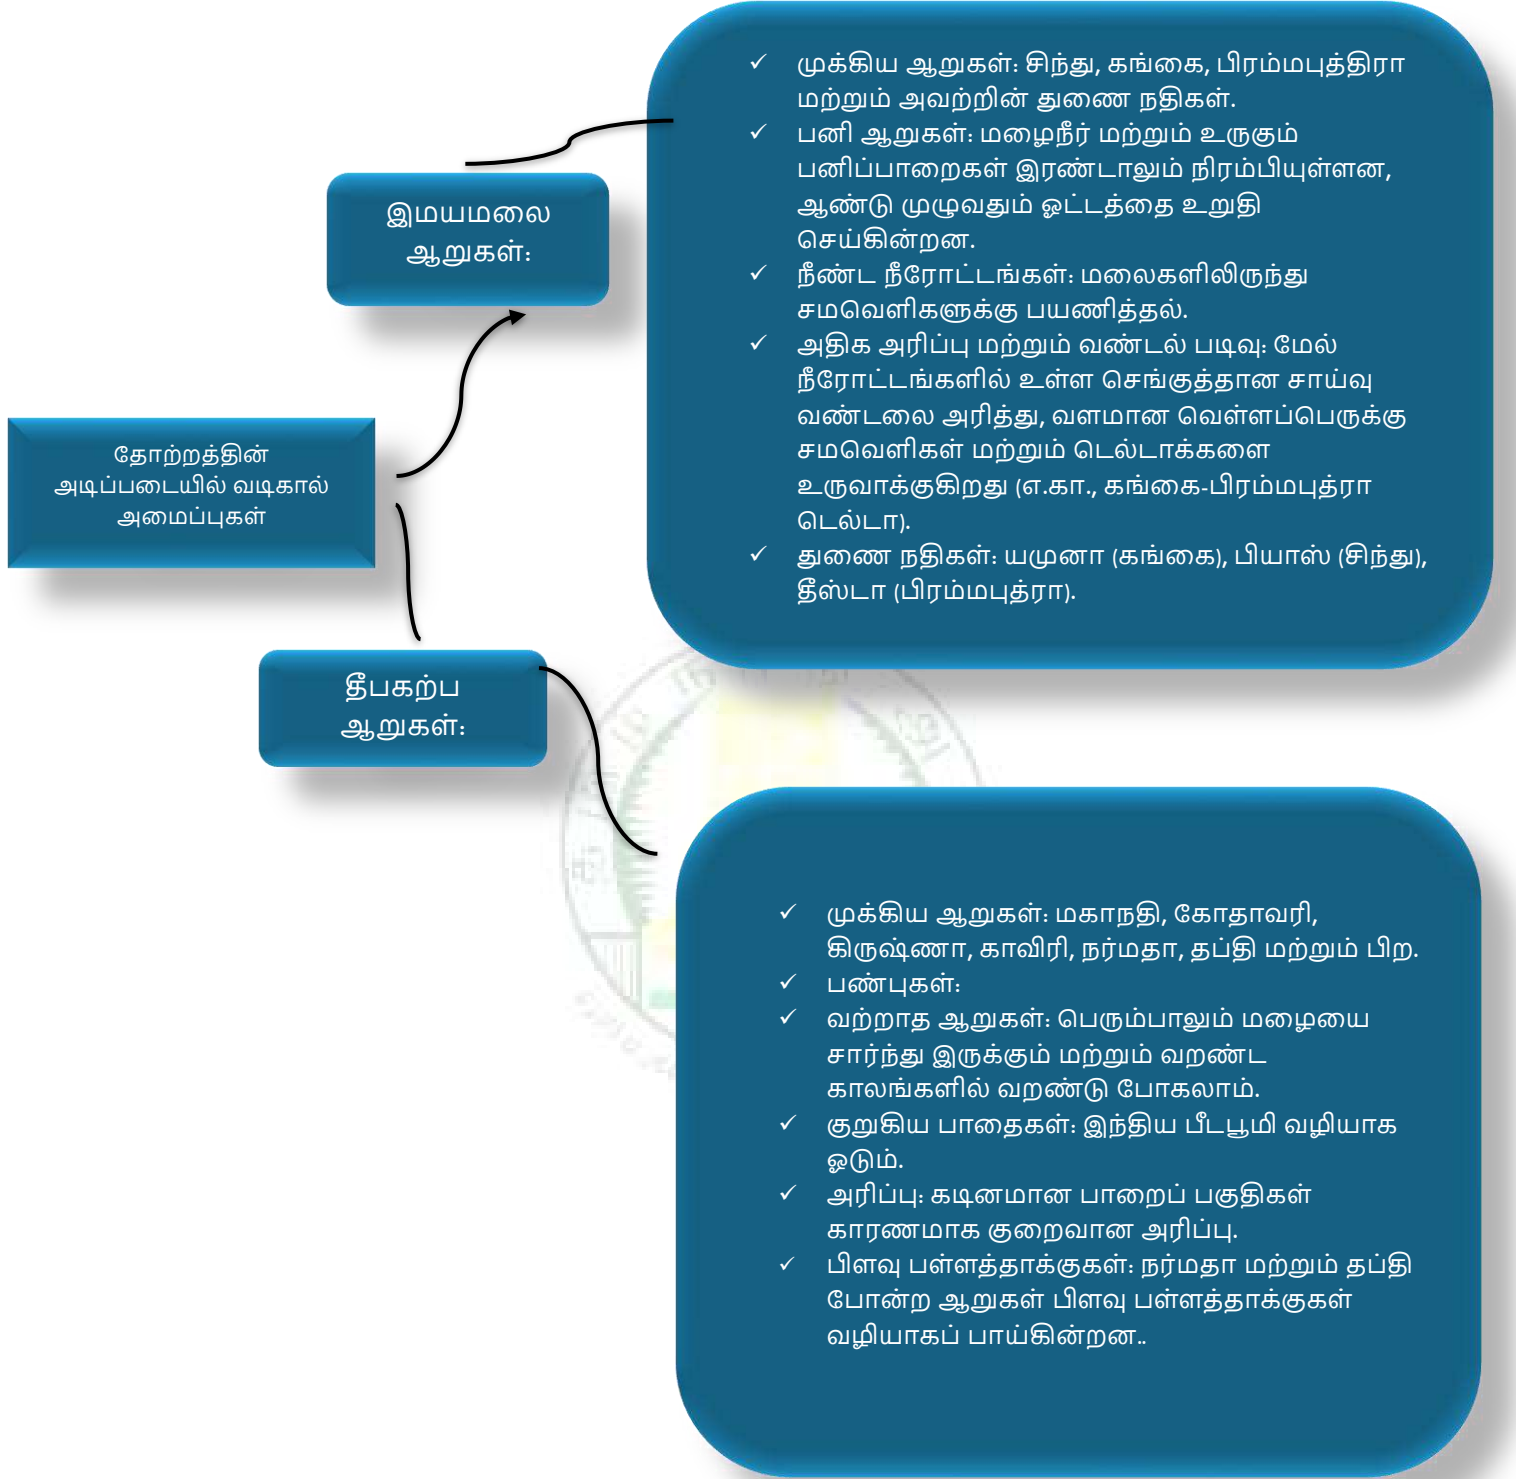 முக்கிய ஆறுகள்: சிந்து, கங்கை, பிரம்மபுத்திரா
மற்றும் அவற்றின் துணை நதிகள்.
பனி ஆறுகள்: மழைநீர் மற்றும் உருகும்
பனிப்பாறைகள் இரண்டாலும் நிரம்பியுள்ளன,
ஆண்டு முழுவதும் ஓட்டத்தை உறுதி
செய்கின்றன.
நீண்ட நீரோட்டங்கள்: மலைகளிலிருந்து
சமவெளிகளுக்கு பயணித்தல்.
அதிக அரிப்பு மற்றும் வண்டல் படிவு: மேல்
நீரோட்டங்களில் உள்ள செங்குத்தான சாய்வு
வண்டலை அரித்து, வளமான வெள்ளப்பெருக்கு
சமவெளிகள் மற்றும் டெல்டாக்களை
உருவாக்குகிறது (எ.கா., கங்கை-பிரம்மபுத்ரா
டெல்டா).
துணை நதிகள்: யமுனா (கங்கை), பியாஸ் (சிந்து),
தீஸ்டா (பிரம்மபுத்ரா).
இமயமலை
ஆறுகள்:
தோற்றத்தின்
அடிப்படையில் வடிகால்
அமைப்புகள்
தீபகற்ப
ஆறுகள்:
முக்கிய ஆறுகள்: மகாநதி, கோதாவரி,
கிருஷ்ணா, காவிரி, நர்மதா, தப்தி மற்றும் பிற.
பண்புகள்:
வற்றாத ஆறுகள்: பெரும்பாலும் மழையை
சார்ந்து இருக்கும் மற்றும் வறண்ட
காலங்களில் வறண்டு போகலாம்.
குறுகிய பாதைகள்: இந்திய பீடபூமி வழியாக
ஓடும்.
அரிப்பு: கடினமான பாறைப் பகுதிகள்
காரணமாக குறைவான அரிப்பு.
பிளவு பள்ளத்தாக்குகள்: நர்மதா மற்றும் தப்தி
போன்ற ஆறுகள் பிளவு பள்ளத்தாக்குகள்
வழியாகப் பாய்கின்றன..